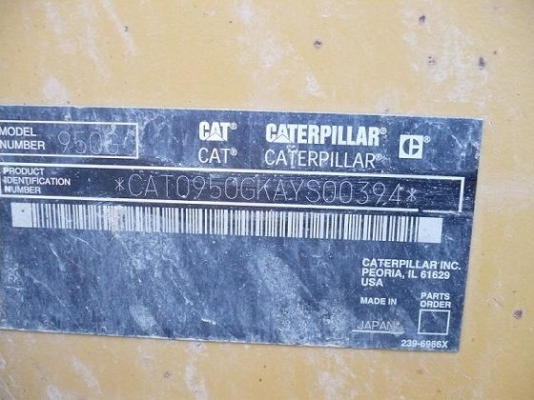 MODEL NUMBER 950G
CAT® CATERPILLAR®
CAT® CATERPILLAR®
PRODUCT IDENTIFICATION NUMBER *CAT0950GKAYS00394*
CATERPILLAR INC.
PEORIA, IL 61629
USA
MADE IN
PARTS ORDER
JAPAN
239-6986X